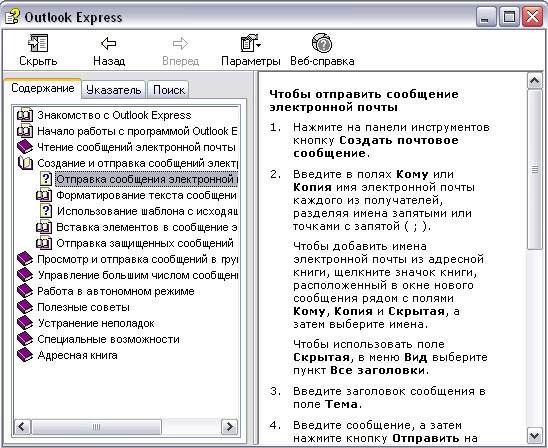 Outlook Express
Скрыть Назад Вперед Параметры Веб-справка
Содержание Указатель Поиск
Знакомство с Outlook Express
Начало работы с программой Outlook E
Чтение сообщений электронной почты
Создание и отправка сообщений элект
Отправка сообщения электронной
Форматирование текста сообщени
Использование шаблона с исходящ
Вставка элементов в сообщение э
Отправка защищенных сообщений
Просмотр и отправка сообщений в гру
Управление большим числом сообщен
Работа в автономном режиме
Полезные советы
Устранение неполадок
Специальные возможности
Адресная книга
Чтобы отправить сообщение
электронной почты
1. Нажмите на панели инструментов
кнопку Создать почтовое
сообщение.
2. Введите в полях Кому или
Копия имя электронной почты
каждого из получателей,
разделяя имена запятыми или
точками с запятой ( ; ).
Чтобы добавить имена
электронной почты из адресной
книги, щелкните значок книги,
расположенный в окне нового
сообщения рядом с полями
Кому, Копия и Скрытая, а
затем выберите имена.
Чтобы использовать поле
Скрытая, в меню Вид выберите
пункт Все заголовки.
3. Введите заголовок сообщения в
поле Тема.
4. Введите сообщение, а затем
нажмите кнопку Отправить на